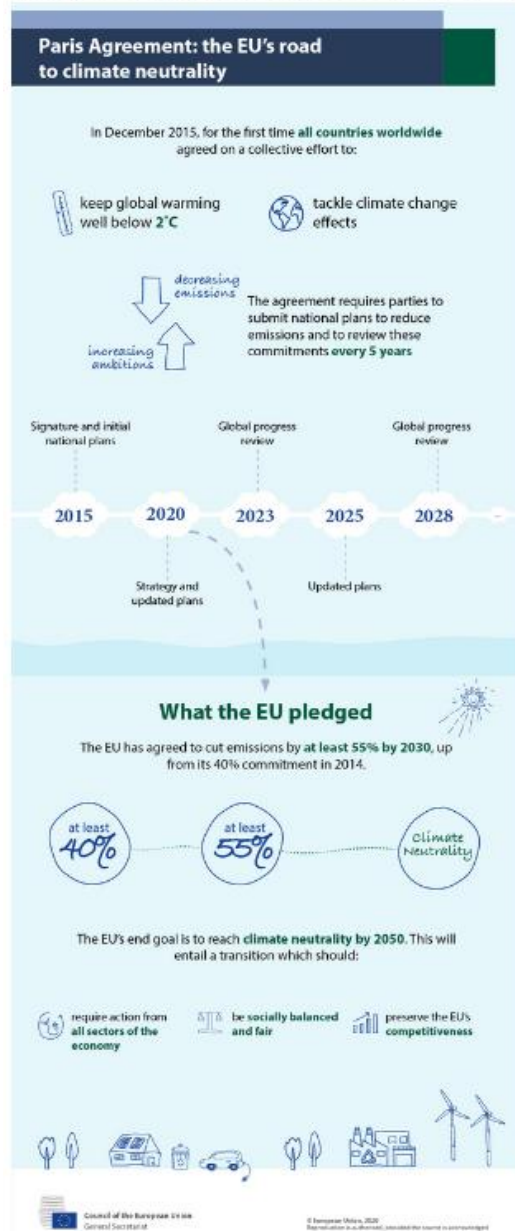 Paris Agreement: the EU's road
to climate neutrality
In December 2015, for the first time all countries worldwide
agreed on a collective effort to:
keep global warming
well below 2°C
tackle climate change
effects
decreasing
emissions
increasing
ambitions
The agreement requires parties to
submit national plans to reduce
emissions and to review these
commitments every 5 years
Signature and initial
national plans
Global progress
review
Global progress
review
2015
2020
2023
2025
2028
Strategy and
updated plans
Updated plans
What the EU pledged
The EU has agreed to cut emissions by at least 55% by 2030, up
from its 40% commitment in 2014.
at least
40%
at least
55%
Climate
Neutrality
The EU's end goal is to reach climate neutrality by 2050. This will
entail a transition which should:
require action from
all sectors of the
economy
be socially balanced
and fair
preserve the EU's
competitiveness
Council of the European Union
General Secretariat
© European Union, 2020
Reproduction is authorised, provided the source is acknowledged